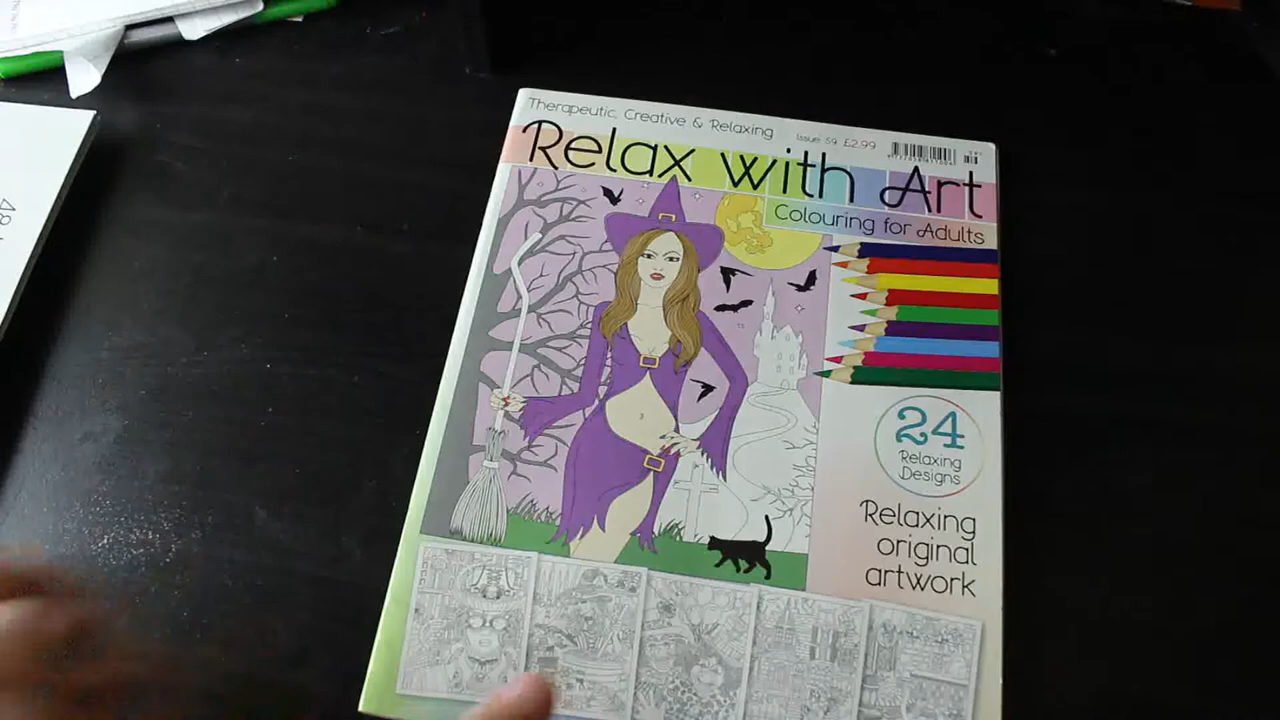 Therapeutic, Creative & Relaxing
Issue 59 £2.99
Relax with Art
Colouring for Adults
24
Relaxing
Designs
Relaxing
original
artwork